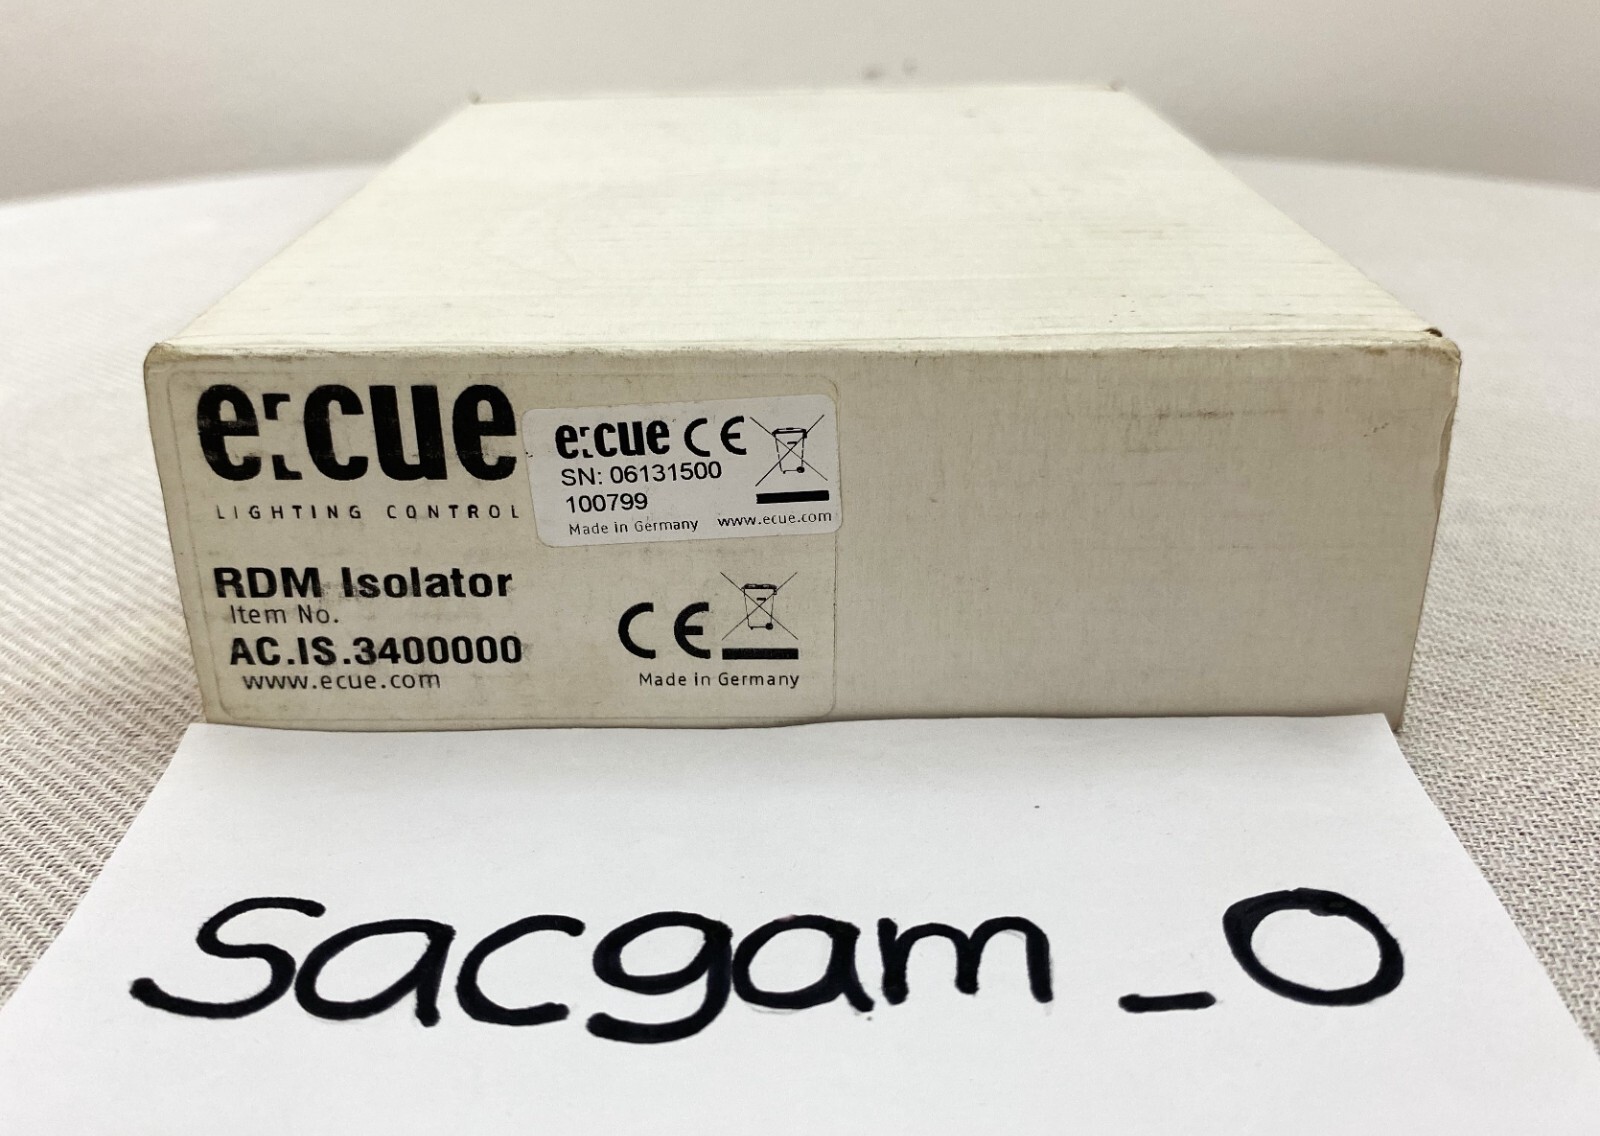 e:cue
LIGHTING CONTROL
e:cue CE
SN: 06131500
100799
Made in Germany www.ecue.com
RDM Isolator
Item No.
AC.IS.3400000
www.ecue.com
CE
Made in Germany
sacgam_0